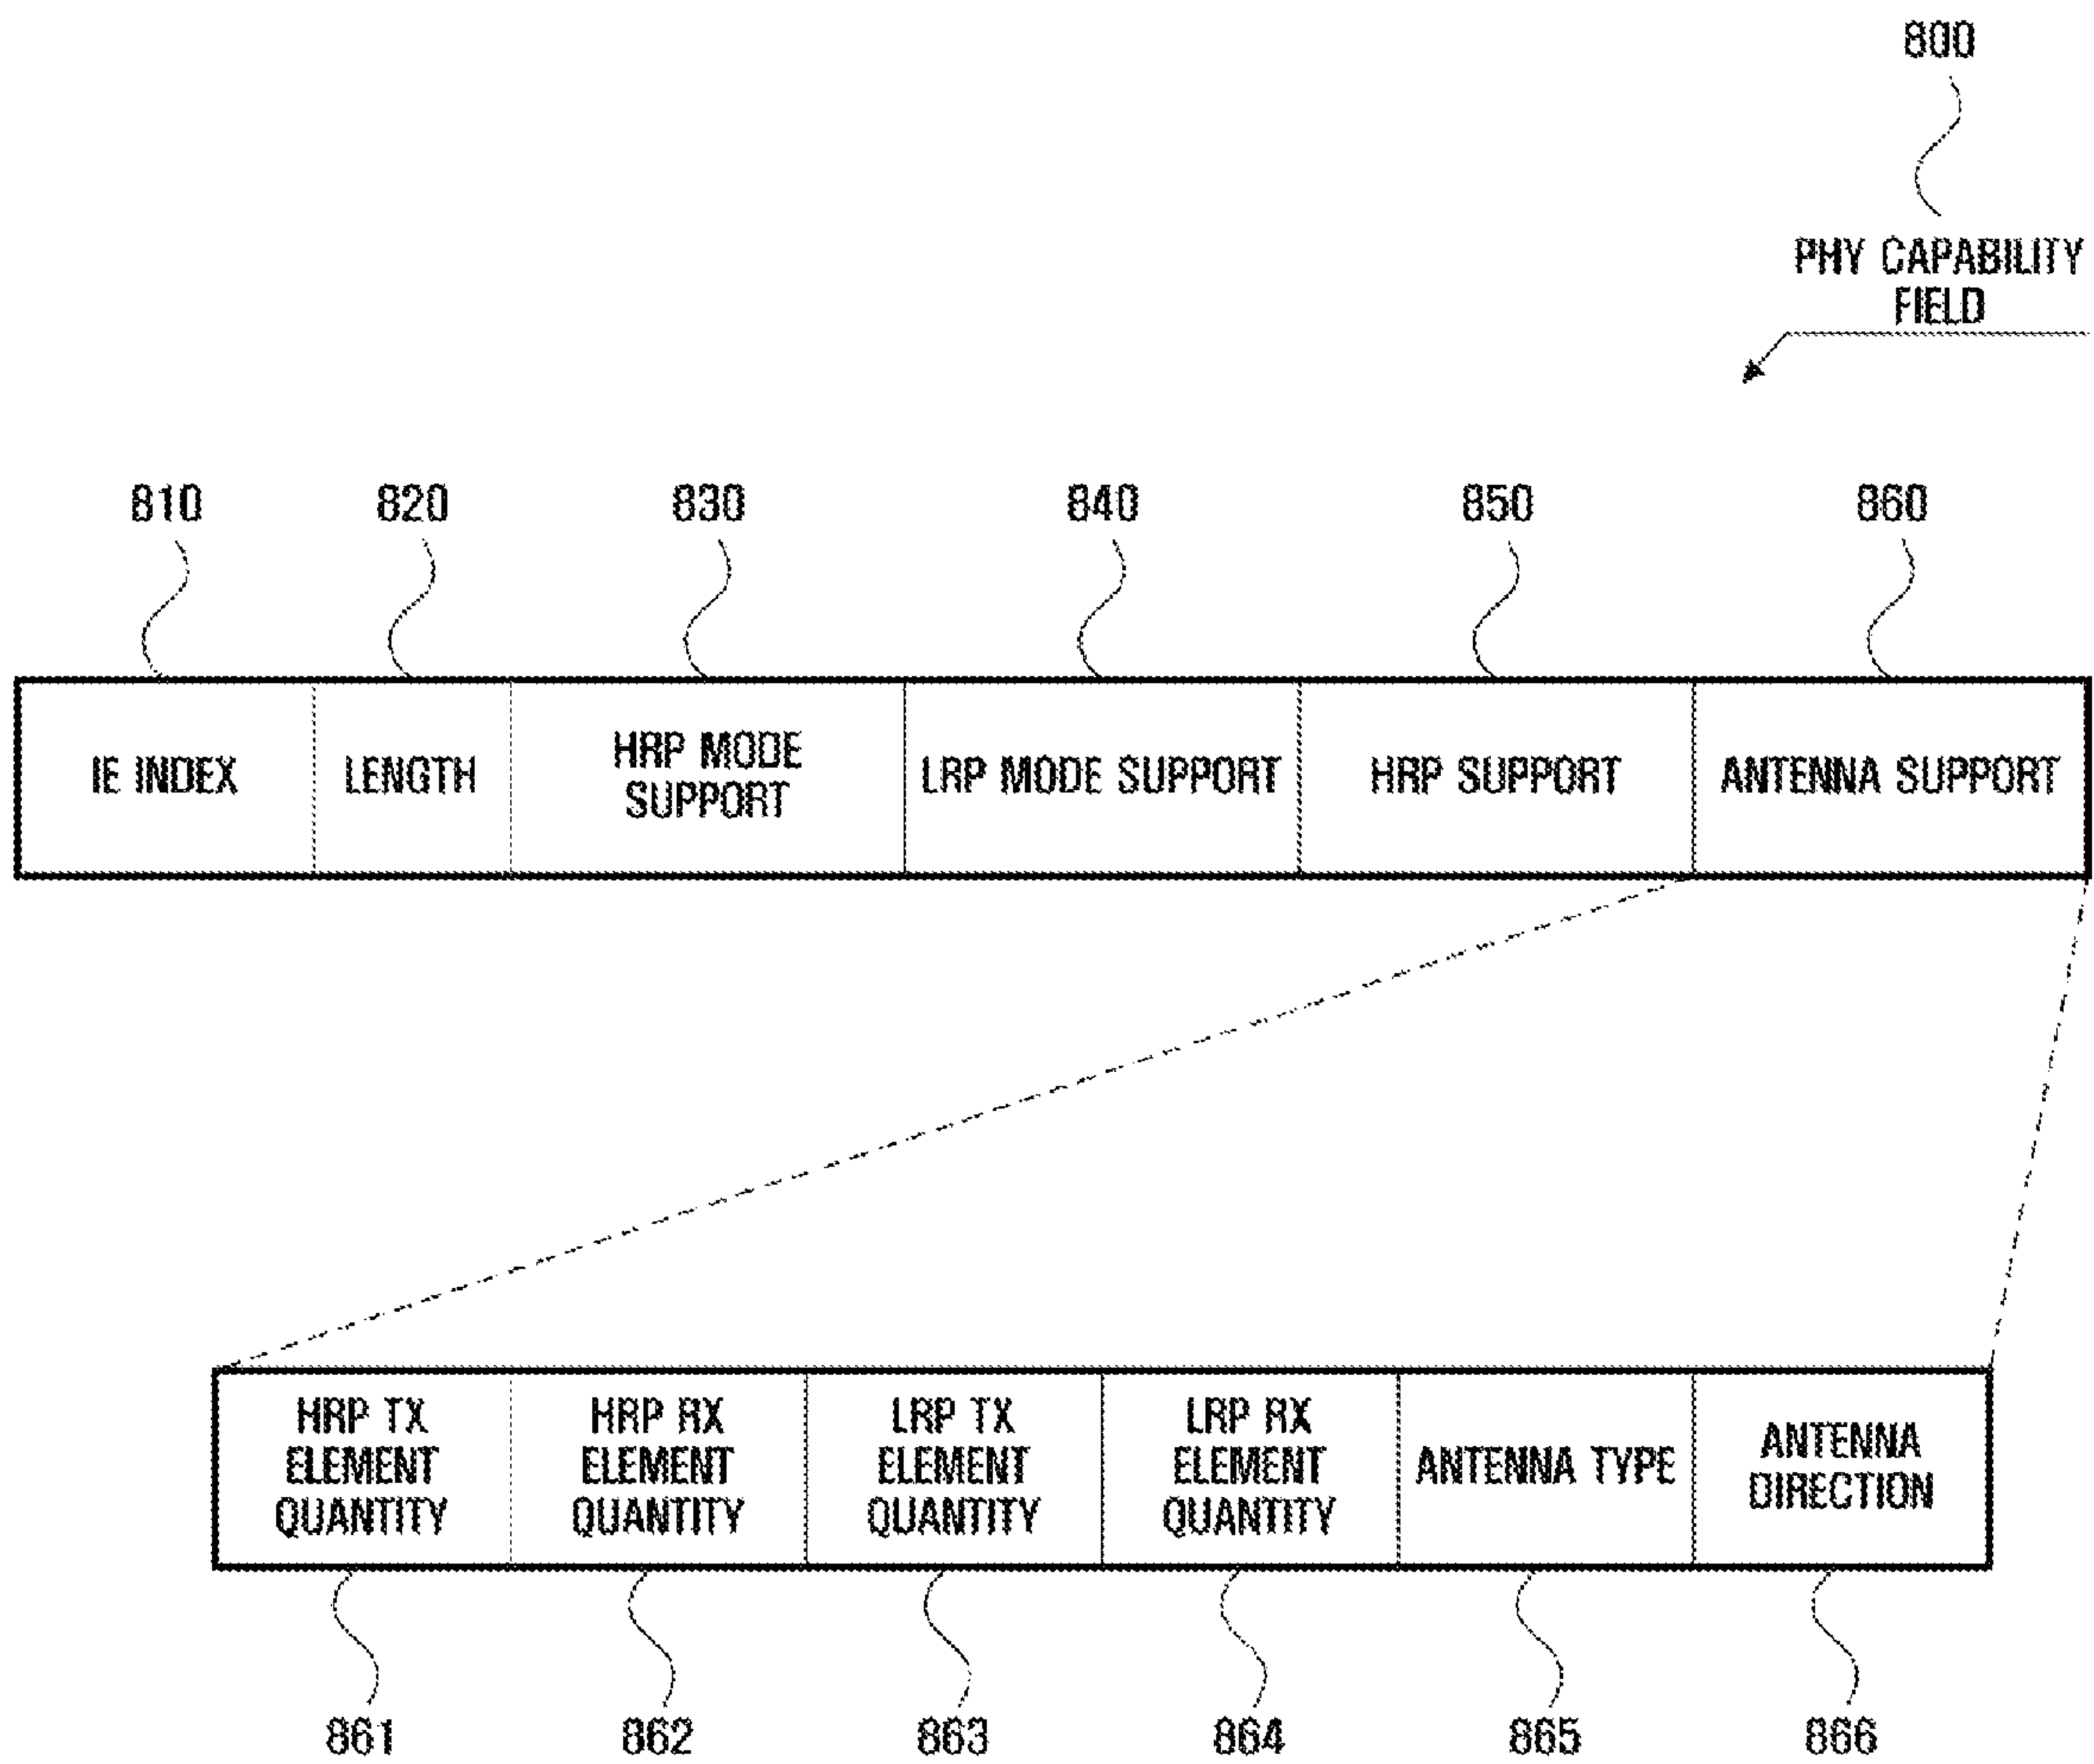 800
PHY CAPABILITY
FIELD
810 820 830 840 850 860
IE INDEX
LENGTH
HRP MODE
SUPPORT
LRP MODE SUPPORT
HRP SUPPORT
ANTENNA SUPPORT
HRP TX
ELEMENT
QUANTITY
HRP RX
ELEMENT
QUANTITY
LRP TX
ELEMENT
QUANTITY
LRP RX
ELEMENT
QUANTITY
ANTENNA TYPE
ANTENNA
DIRECTION
861 862 863 864 865 866